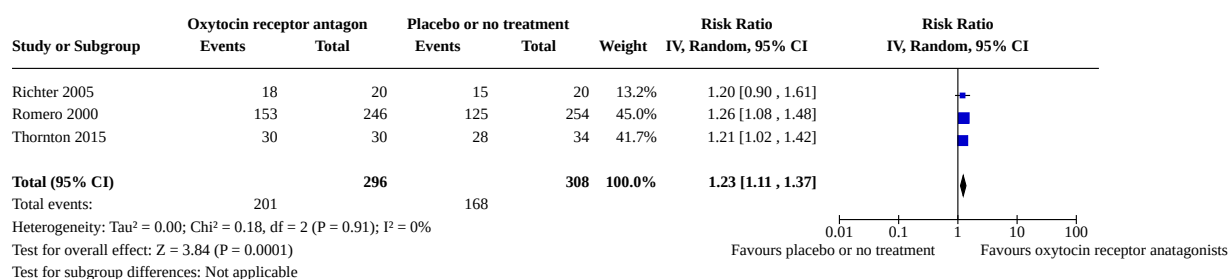 Oxytocin receptor antagon Placebo or no treatment Risk Ratio Risk Ratio
Study or Subgroup Events Total Events Total Weight IV, Random, 95% CI IV, Random, 95% CI
Richter 2005 18 20 15 20 13.2% 1.20 [0.90 , 1.61]
Romero 2000 153 246 125 254 45.0% 1.26 [1.08 , 1.48]
Thornton 2015 30 30 28 34 41.7% 1.21 [1.02 , 1.42]
Total (95% CI) 296 308 100.0% 1.23 [1.11 , 1.37]
Total events: 201 168
Heterogeneity: Tau² = 0.00; Chi² = 0.18, df = 2 (P = 0.91); I² = 0%
0.01 0.1 1 10 100
Test for overall effect: Z = 3.84 (P = 0.0001)
Favours placebo or no treatment Favours oxytocin receptor anatagonists
Test for subgroup differences: Not applicable